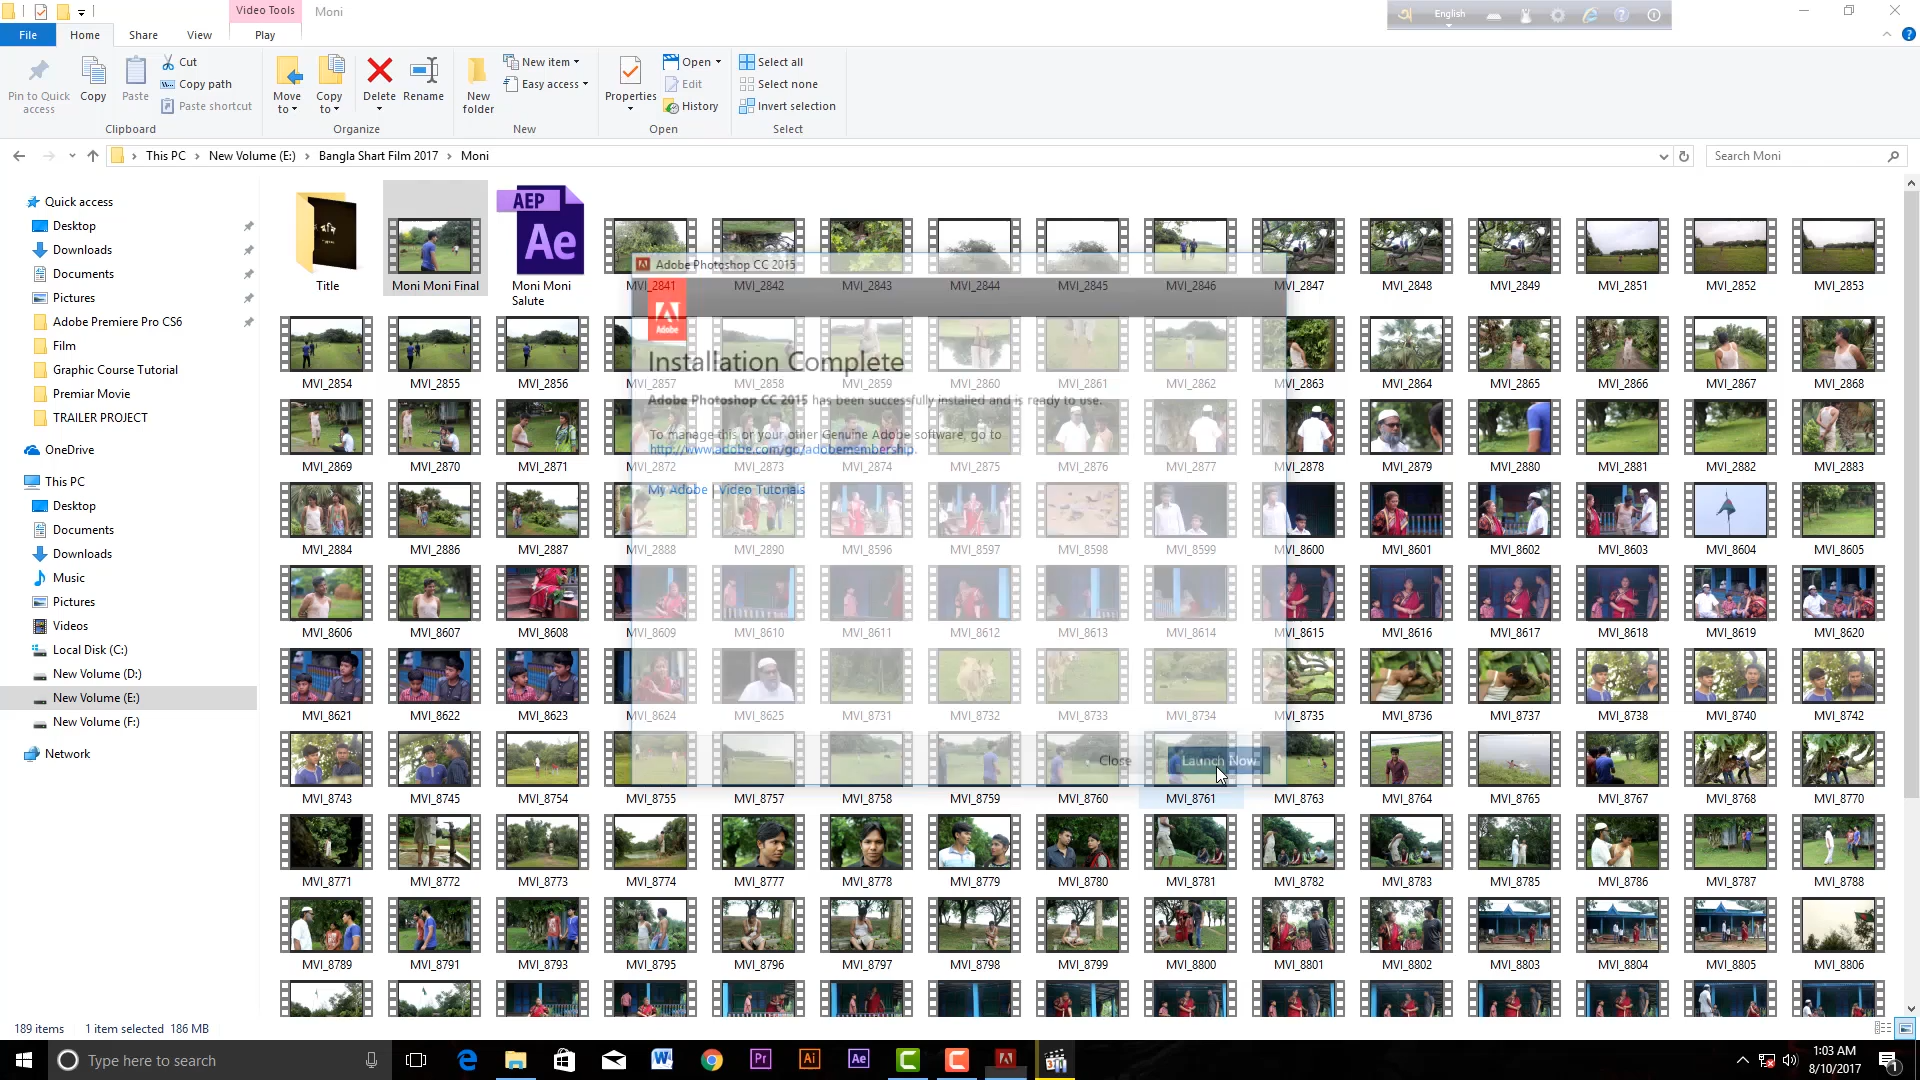 Video Tools
Moni
English
File
Home
Share
View
Play
Pin to Quick access
Copy
Paste
Cut
Copy path
Paste shortcut
Clipboard
Move to
Copy to
Delete
Rename
Organize
New folder
New item
Easy access
New
Properties
Open
Edit
History
Open
Select all
Select none
Invert selection
Select
This PC > New Volume (E:) > Bangla Shart Film 2017 > Moni
Search Moni
Quick access
Desktop
Downloads
Documents
Pictures
Adobe Premiere Pro CS6
Film
Graphic Course Tutorial
Premiar Movie
TRAILER PROJECT
OneDrive
This PC
Desktop
Documents
Downloads
Music
Pictures
Videos
Local Disk (C:)
New Volume (D:)
New Volume (E:)
New Volume (F:)
Network
AEP
Ae
Title
Moni Moni Final
Moni Moni Salute
MVI_2841 MVI_2842 MVI_2843 MVI_2844 MVI_2845 MVI_2846 MVI_2847 MVI_2848 MVI_2849 MVI_2851 MVI_2852 MVI_2853
MVI_2854 MVI_2855 MVI_2856 MVI_2857 MVI_2858 MVI_2859 MVI_2860 MVI_2861 MVI_2862 MVI_2863 MVI_2864 MVI_2865 MVI_2866 MVI_2867 MVI_2868
MVI_2869 MVI_2870 MVI_2871 MVI_2872 MVI_2873 MVI_2874 MVI_2875 MVI_2876 MVI_2877 MVI_2878 MVI_2879 MVI_2880 MVI_2881 MVI_2882 MVI_2883
MVI_2884 MVI_2886 MVI_2887 MVI_2888 MVI_2890 MVI_8596 MVI_8597 MVI_8598 MVI_8599 MVI_8600 MVI_8601 MVI_8602 MVI_8603 MVI_8604 MVI_8605
MVI_8606 MVI_8607 MVI_8608 MVI_8609 MVI_8610 MVI_8611 MVI_8612 MVI_8613 MVI_8614 MVI_8615 MVI_8616 MVI_8617 MVI_8618 MVI_8619 MVI_8620
MVI_8621 MVI_8622 MVI_8623 MVI_8624 MVI_8625 MVI_8731 MVI_8732 MVI_8733 MVI_8734 MVI_8735 MVI_8736 MVI_8737 MVI_8738 MVI_8740 MVI_8742
MVI_8743 MVI_8745 MVI_8754 MVI_8755 MVI_8757 MVI_8758 MVI_8759 MVI_8760 MVI_8761 MVI_8763 MVI_8764 MVI_8765 MVI_8767 MVI_8768 MVI_8770
MVI_8771 MVI_8772 MVI_8773 MVI_8774 MVI_8777 MVI_8778 MVI_8779 MVI_8780 MVI_8781 MVI_8782 MVI_8783 MVI_8785 MVI_8786 MVI_8787 MVI_8788
MVI_8789 MVI_8791 MVI_8793 MVI_8795 MVI_8796 MVI_8797 MVI_8798 MVI_8799 MVI_8800 MVI_8801 MVI_8802 MVI_8803 MVI_8804 MVI_8805 MVI_8806
Adobe Photoshop CC 2015
Adobe
Installation Complete
Adobe Photoshop CC 2015 has been successfully installed and is ready to use.
To manage this or your other Genuine Adobe software, go to
http://www.adobe.com/go/adobemembership.
My Adobe | Video Tutorials
Close
Launch Now
189 items 1 item selected 186 MB
Type here to search
Pr
Ai
Ae
1:03 AM
8/10/2017
1